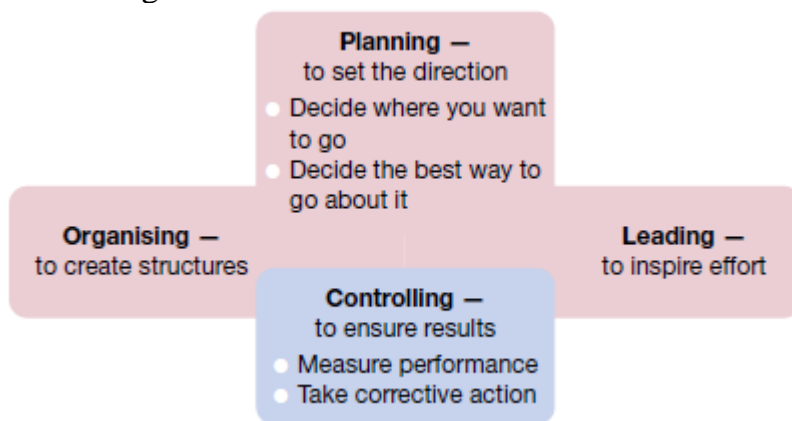 Planning —
to set the direction
Decide where you want
to go
Decide the best way to
go about it
Organising —
to create structures
Leading —
to inspire effort
Controlling —
to ensure results
Measure performance
Take corrective action